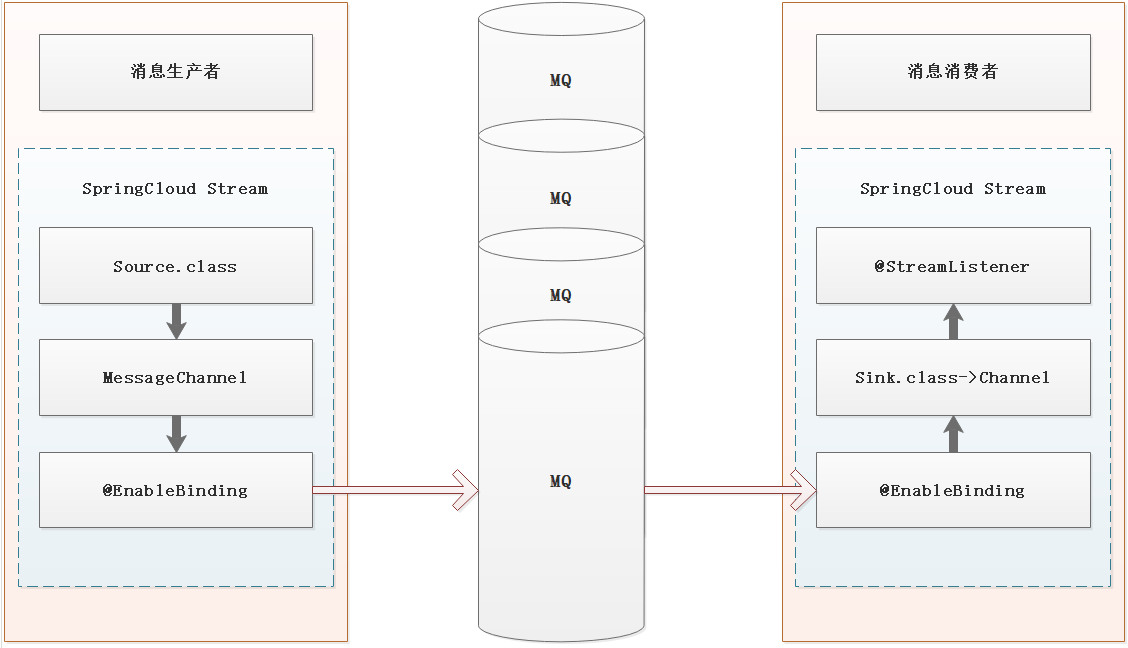 消息生产者
SpringCloud Stream
Source.class
MessageChannel
@EnableBinding
MQ
MQ
MQ
MQ
消息消费者
SpringCloud Stream
@StreamListener
Sink.class->Channel
@EnableBinding